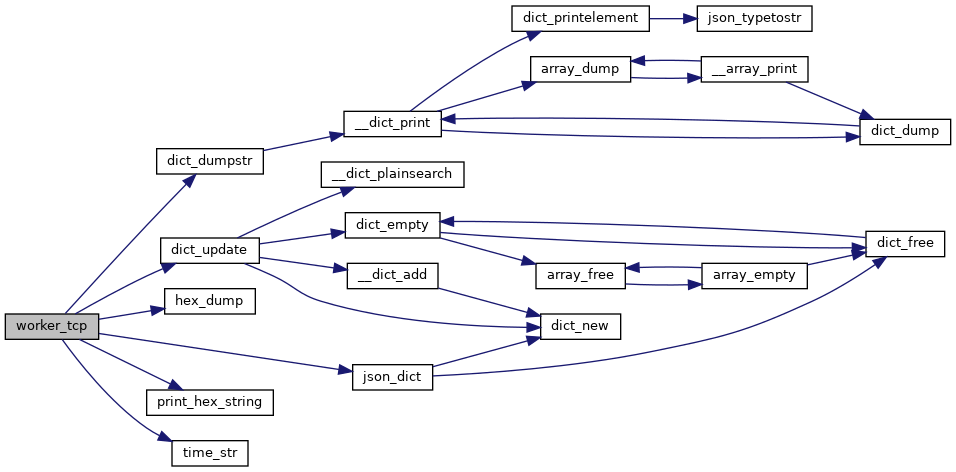 dict_printelement
json_typetostr
array_dump
__array_print
__dict_print
dict_dump
dict_dumpstr
__dict_plainsearch
dict_empty
dict_update
dict_free
__dict_add
array_free
array_empty
hex_dump
worker_tcp
dict_new
json_dict
print_hex_string
time_str